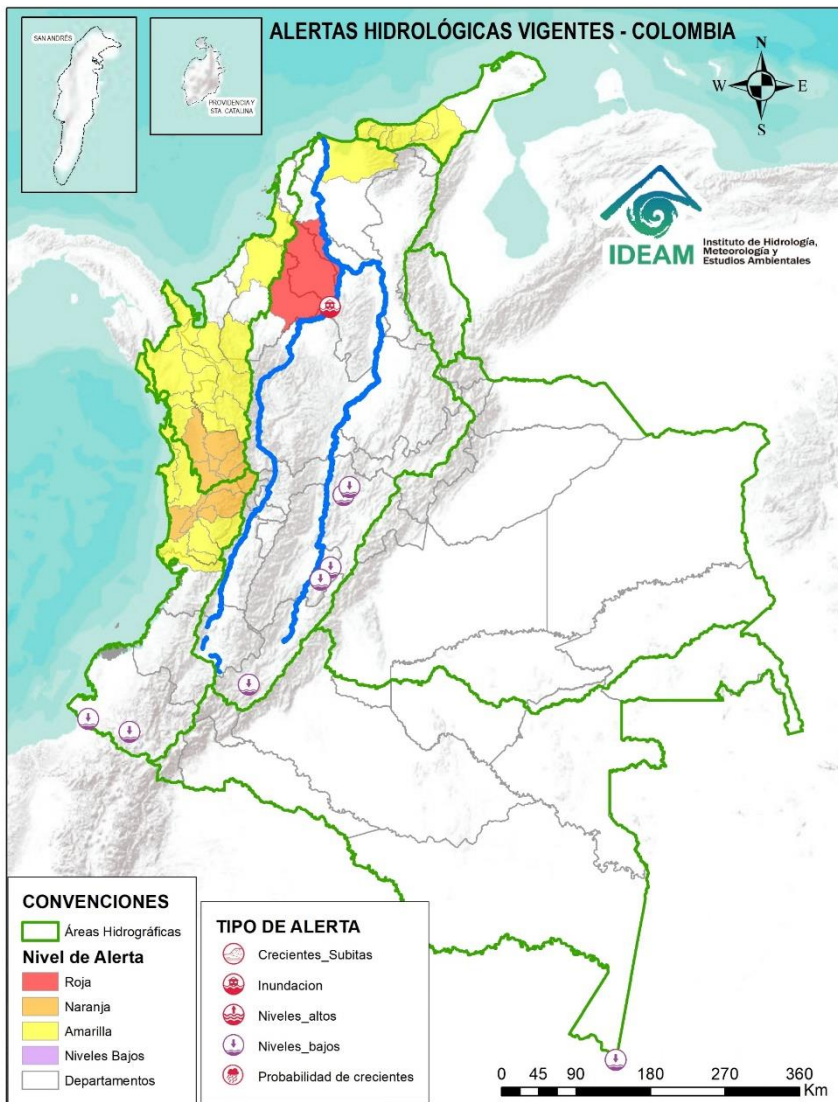 ALERTAS HIDROLÓGICAS VIGENTES - COLOMBIA
SAN ANDRÉS
PROVIDENCIA Y
STA. CATALINA
N
W
E
S
IDEAM
Instituto de Hidrología,
Meteorología y
Estudios Ambientales
CONVENCIONES
Áreas Hidrográficas
Nivel de Alerta
Roja
Naranja
Amarilla
Niveles Bajos
Departamentos
TIPO DE ALERTA
Crecientes_Subitas
Inundacion
Niveles_altos
Niveles_bajos
Probabilidad de crecientes
0 45 90 180 270 360
Km